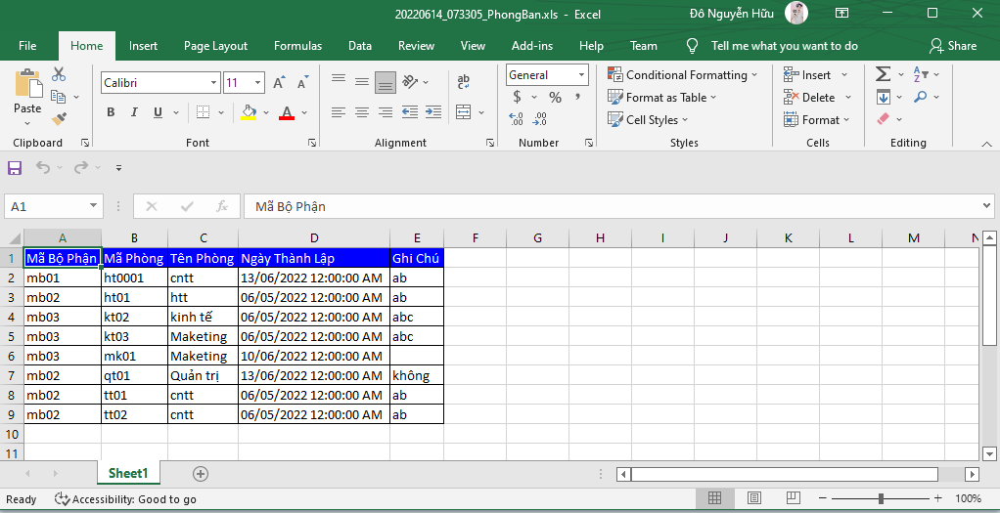 20220614_073305_PhongBan.xls - Excel
Đô Nguyễn Hữu
File Home Insert Page Layout Formulas Data Review View Add-ins Help Team Tell me what you want to do Share
Paste
Calibri 11
B I U
A A
ab
General
$ % ,
Conditional Formatting
Format as Table
Cell Styles
Insert
Delete
Format
Clipboard Font Alignment Number Styles Cells Editing
A1 fx Mã Bộ Phận
A B C D E F G H I J K L M N
1 Mã Bộ Phận Mã Phòng Tên Phòng Ngày Thành Lập Ghi Chú
2 mb01 ht0001 cntt 13/06/2022 12:00:00 AM ab
3 mb02 ht01 htt 06/05/2022 12:00:00 AM ab
4 mb03 kt02 kinh tế 06/05/2022 12:00:00 AM abc
5 mb03 kt03 Maketing 06/05/2022 12:00:00 AM abc
6 mb03 mk01 Maketing 10/06/2022 12:00:00 AM
7 mb02 qt01 Quản trị 13/06/2022 12:00:00 AM không
8 mb02 tt01 cntt 06/05/2022 12:00:00 AM ab
9 mb02 tt02 cntt 06/05/2022 12:00:00 AM ab
10
11
Sheet1
Ready Accessibility: Good to go 100%